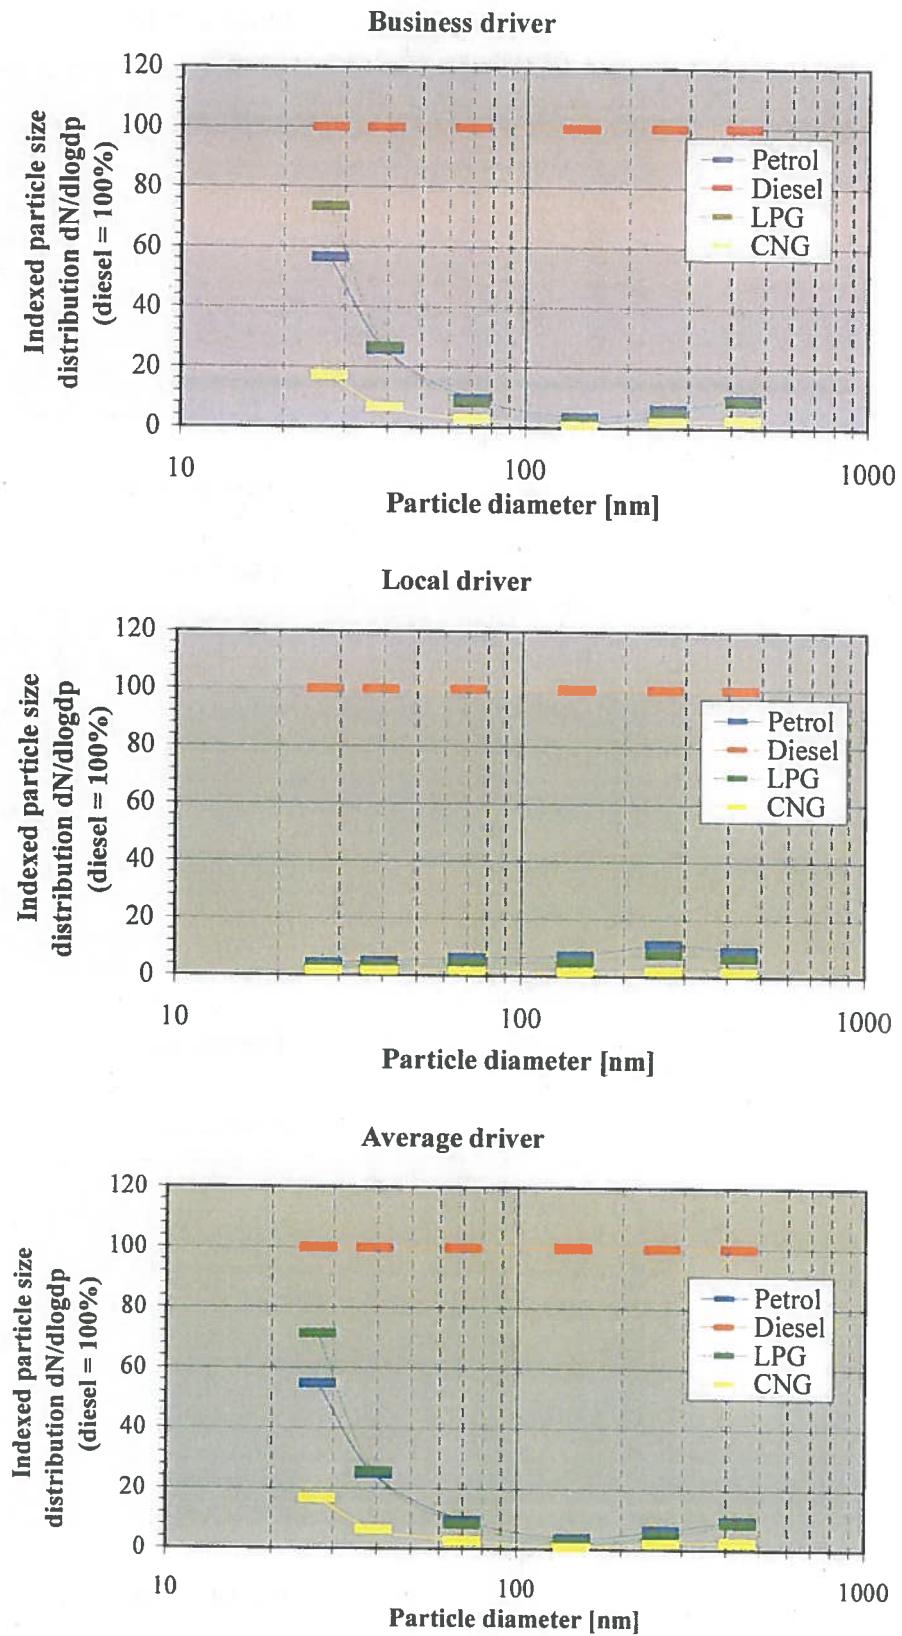 Business driver
Indexed particle size
distribution dN/dlogdp
(diesel = 100%)
120
100
80
60
40
20
0
Petrol
Diesel
LPG
CNG
10
100
1000
Particle diameter [nm]
Local driver
Indexed particle size
distribution dN/dlogdp
(diesel = 100%)
120
100
80
60
40
20
0
Petrol
Diesel
LPG
CNG
10
100
1000
Particle diameter [nm]
Average driver
Indexed particle size
distribution dN/dlogdp
(diesel = 100%)
120
100
80
60
40
20
0
Petrol
Diesel
LPG
CNG
10
100
1000
Particle diameter [nm]